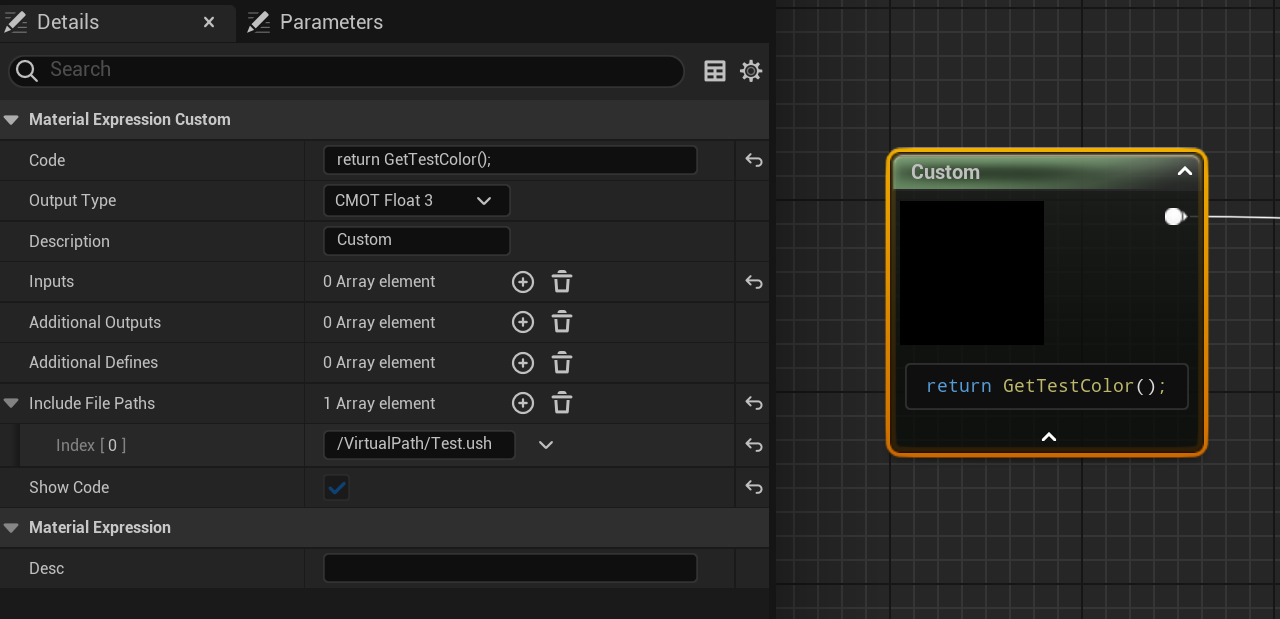 Details
Parameters
Search
Material Expression Custom
Code
return GetTestColor();
Output Type
CMOT Float 3
Description
Custom
Inputs
0 Array element
Additional Outputs
0 Array element
Additional Defines
0 Array element
Include File Paths
1 Array element
Index [ 0 ]
/VirtualPath/Test.ush
Show Code
Material Expression
Desc
Custom
return GetTestColor();